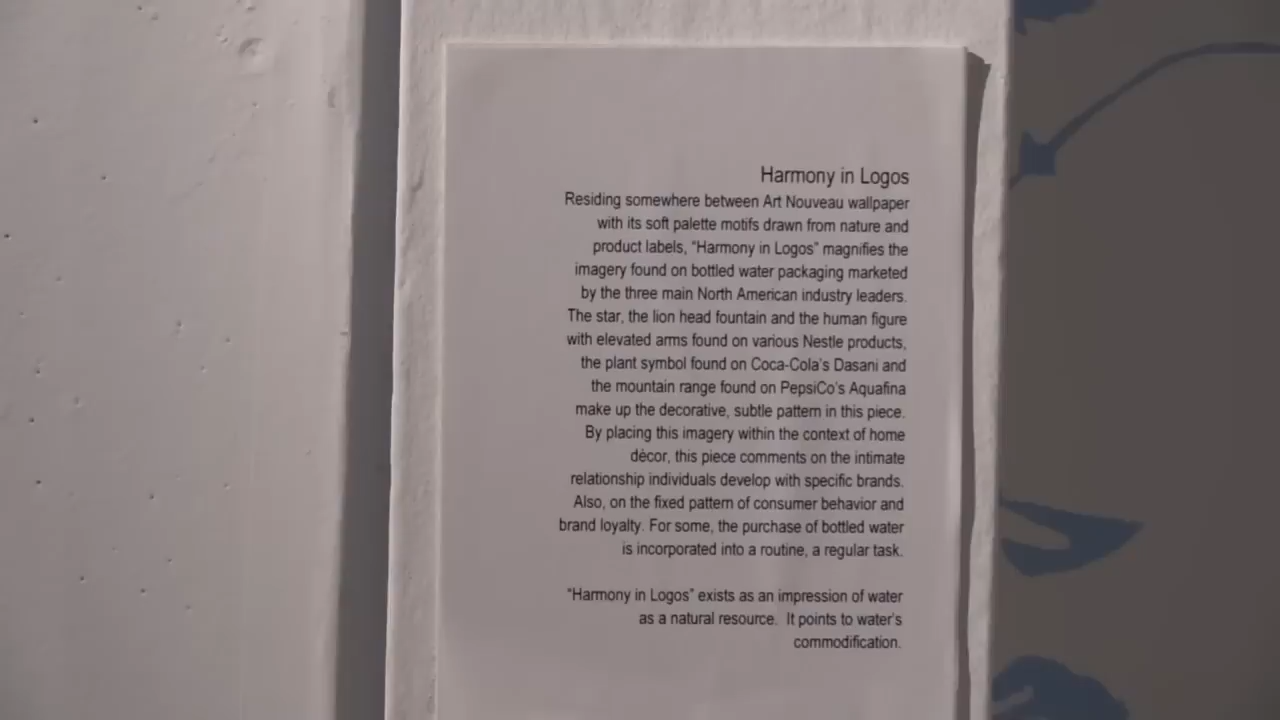 Harmony in Logos
Residing somewhere between Art Nouveau wallpaper
with its soft palette motifs drawn from nature and
product labels, “Harmony in Logos” magnifies the
imagery found on bottled water packaging marketed
by the three main North American industry leaders.
The star, the lion head fountain and the human figure
with elevated arms found on various Nestle products,
the plant symbol found on Coca-Cola’s Dasani and
the mountain range found on PepsiCo’s Aquafina
make up the decorative, subtle pattern in this piece.
By placing this imagery within the context of home
décor, this piece comments on the intimate
relationship individuals develop with specific brands.
Also, on the fixed pattern of consumer behavior and
brand loyalty. For some, the purchase of bottled water
is incorporated into a routine, a regular task.
“Harmony in Logos” exists as an impression of water
as a natural resource. It points to water’s
commodification.